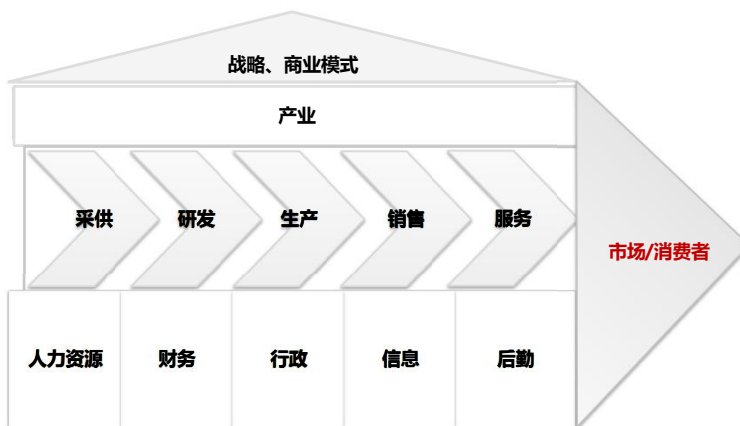 战略、商业模式
产业
采供
研发
生产
销售
服务
市场/消费者
人力资源
财务
行政
信息
后勤